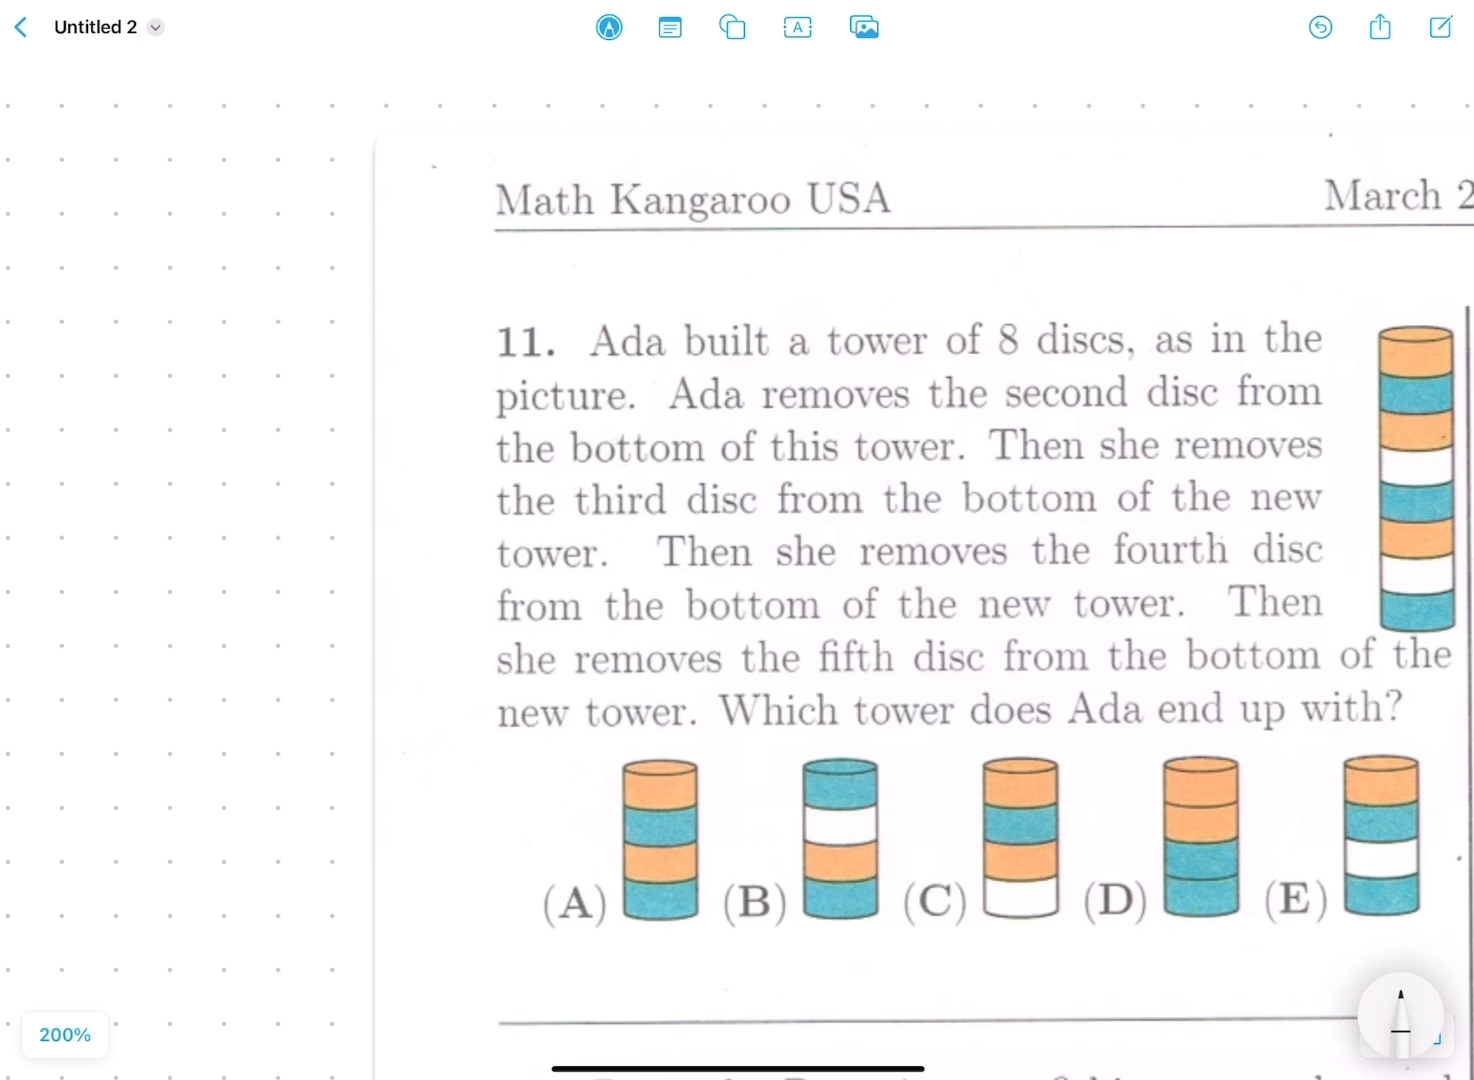 Untitled 2
A
Math Kangaroo USA
March 2
11. Ada built a tower of 8 discs, as in the
picture. Ada removes the second disc from
the bottom of this tower. Then she removes
the third disc from the bottom of the new
tower. Then she removes the fourth disc
from the bottom of the new tower. Then
she removes the fifth disc from the bottom of the
new tower. Which tower does Ada end up with?
(A) (B) (C) (D) (E)
200%